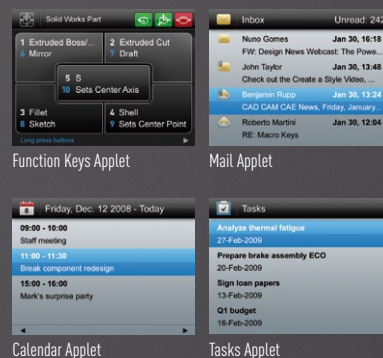 Solid Works Part
1 Extruded Boss/...
6 Mirror
2 Extruded Cut
7 Draft
5 S
10 Sets Center Axis
3 Fillet
8 Sketch
4 Shell
9 Sets Center Point
Long press buttons
Function Keys Applet
Inbox Unread: 242
Nuno Gomes Jan 30, 16:18
FW: Design News Webcast: The Powe...
John Taylor Jan 30, 13:48
Check out the Create a Style Video, ...
Benjamin Rupp Jan 30, 13:24
CAD CAM CAE News, Friday, January...
Roberto Martini Jan 30, 12:04
RE: Macro Keys
Mail Applet
Friday, Dec. 12 2008 - Today
09:00 - 10:00
Staff meeting
11:00 - 11:30
Break component redesign
15:00 - 16:00
Mark's surprise party
Calendar Applet
Tasks
Analyze thermal fatigue
27-Feb-2009
Prepare brake assembly ECO
20-Feb-2009
Sign loan papers
13-Feb-2009
Q1 budget
16-Feb-2009
Tasks Applet